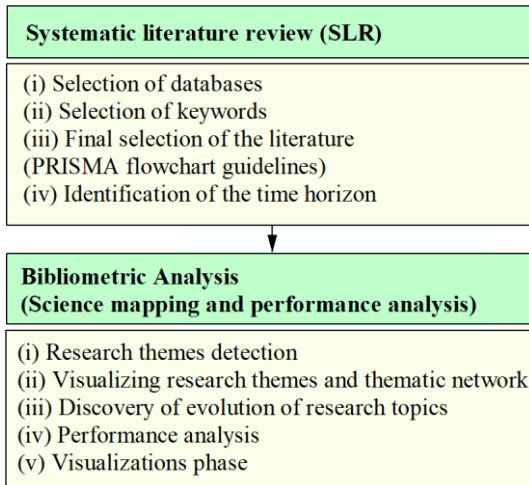 Systematic literature review (SLR)
(i) Selection of databases
(ii) Selection of keywords
(iii) Final selection of the literature
(PRISMA flowchart guidelines)
(iv) Identification of the time horizon
Bibliometric Analysis
(Science mapping and performance analysis)
(i) Research themes detection
(ii) Visualizing research themes and thematic network
(iii) Discovery of evolution of research topics
(iv) Performance analysis
(v) Visualizations phase